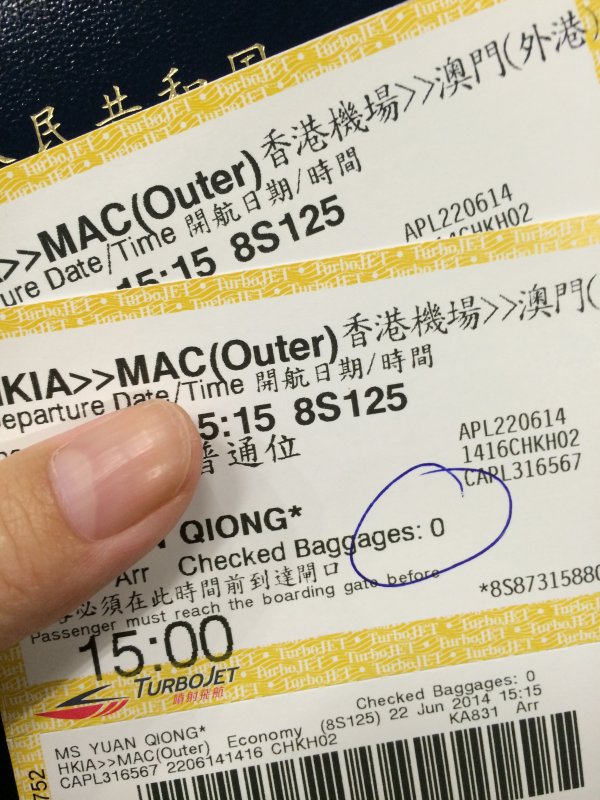 人民共和国
>>MAC(Outer)香港機場>>澳門(外港)
ure Date/Time 開航日期/時間
15:15 8S125
APL220614
1416CHKH02
TurboJET
HKIA>>MAC(Outer)香港機場>>澳門(
Departure Date/Time 開航日期/時間
5:15 8S125
普通位
APL220614
1416CHKH02
CAPL316567
QIONG*
Arr Checked Baggages: 0
必須在此時間前到達閘口
Passenger must reach the boarding gate before
*8S87315880
15:00
TURBOJET
噴射飛航
Checked Baggages: 0
MS YUAN QIONG* (8S125) 22 Jun 2014 15:15
HKIA>>MAC(Outer) Economy KA831 Arr
CAPL316567 2206141416 CHKH02
752